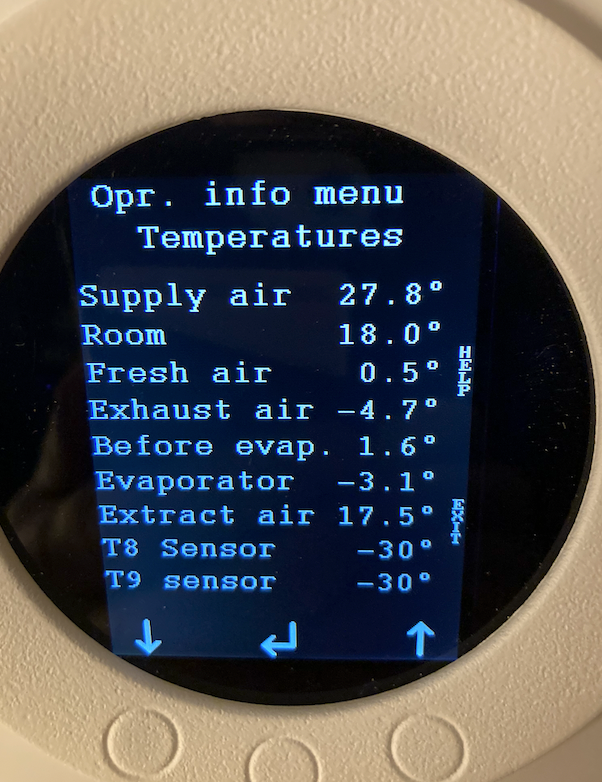 Opr. info menu
Temperatures
Supply air 27.8°
Room 18.0°
Fresh air 0.5°
Exhaust air -4.7°
Before evap. 1.6°
Evaporator -3.1°
Extract air 17.5°
T8 Sensor -30°
T9 sensor -30°
HELP
EXIT